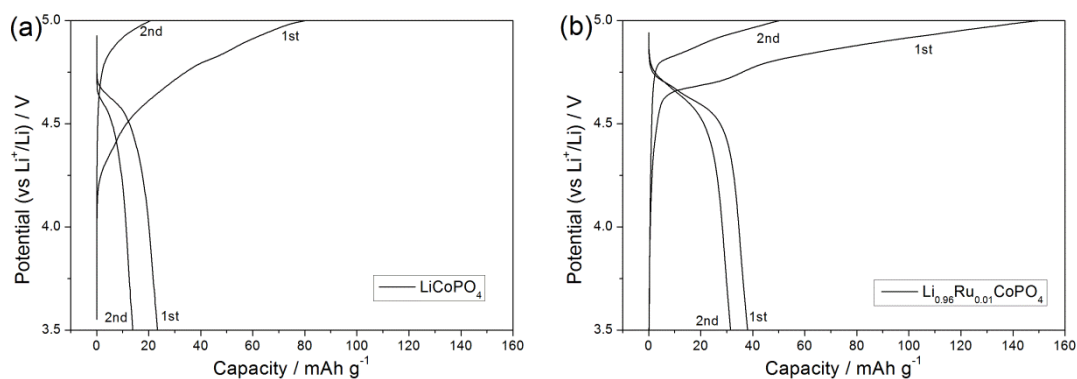 (a)
5.0
2nd
1st
4.5
4.0
3.5
Potential (vs Li⁺/Li) / V
2nd
1st
LiCoPO₄
0
20
40
60
80
100
120
140
160
Capacity / mAh g⁻¹
(b)
5.0
2nd
1st
4.5
4.0
3.5
Potential (vs Li⁺/Li) / V
2nd
1st
Li₀.₉₆Ru₀.₀₁CoPO₄
0
20
40
60
80
100
120
140
160
Capacity / mAh g⁻¹